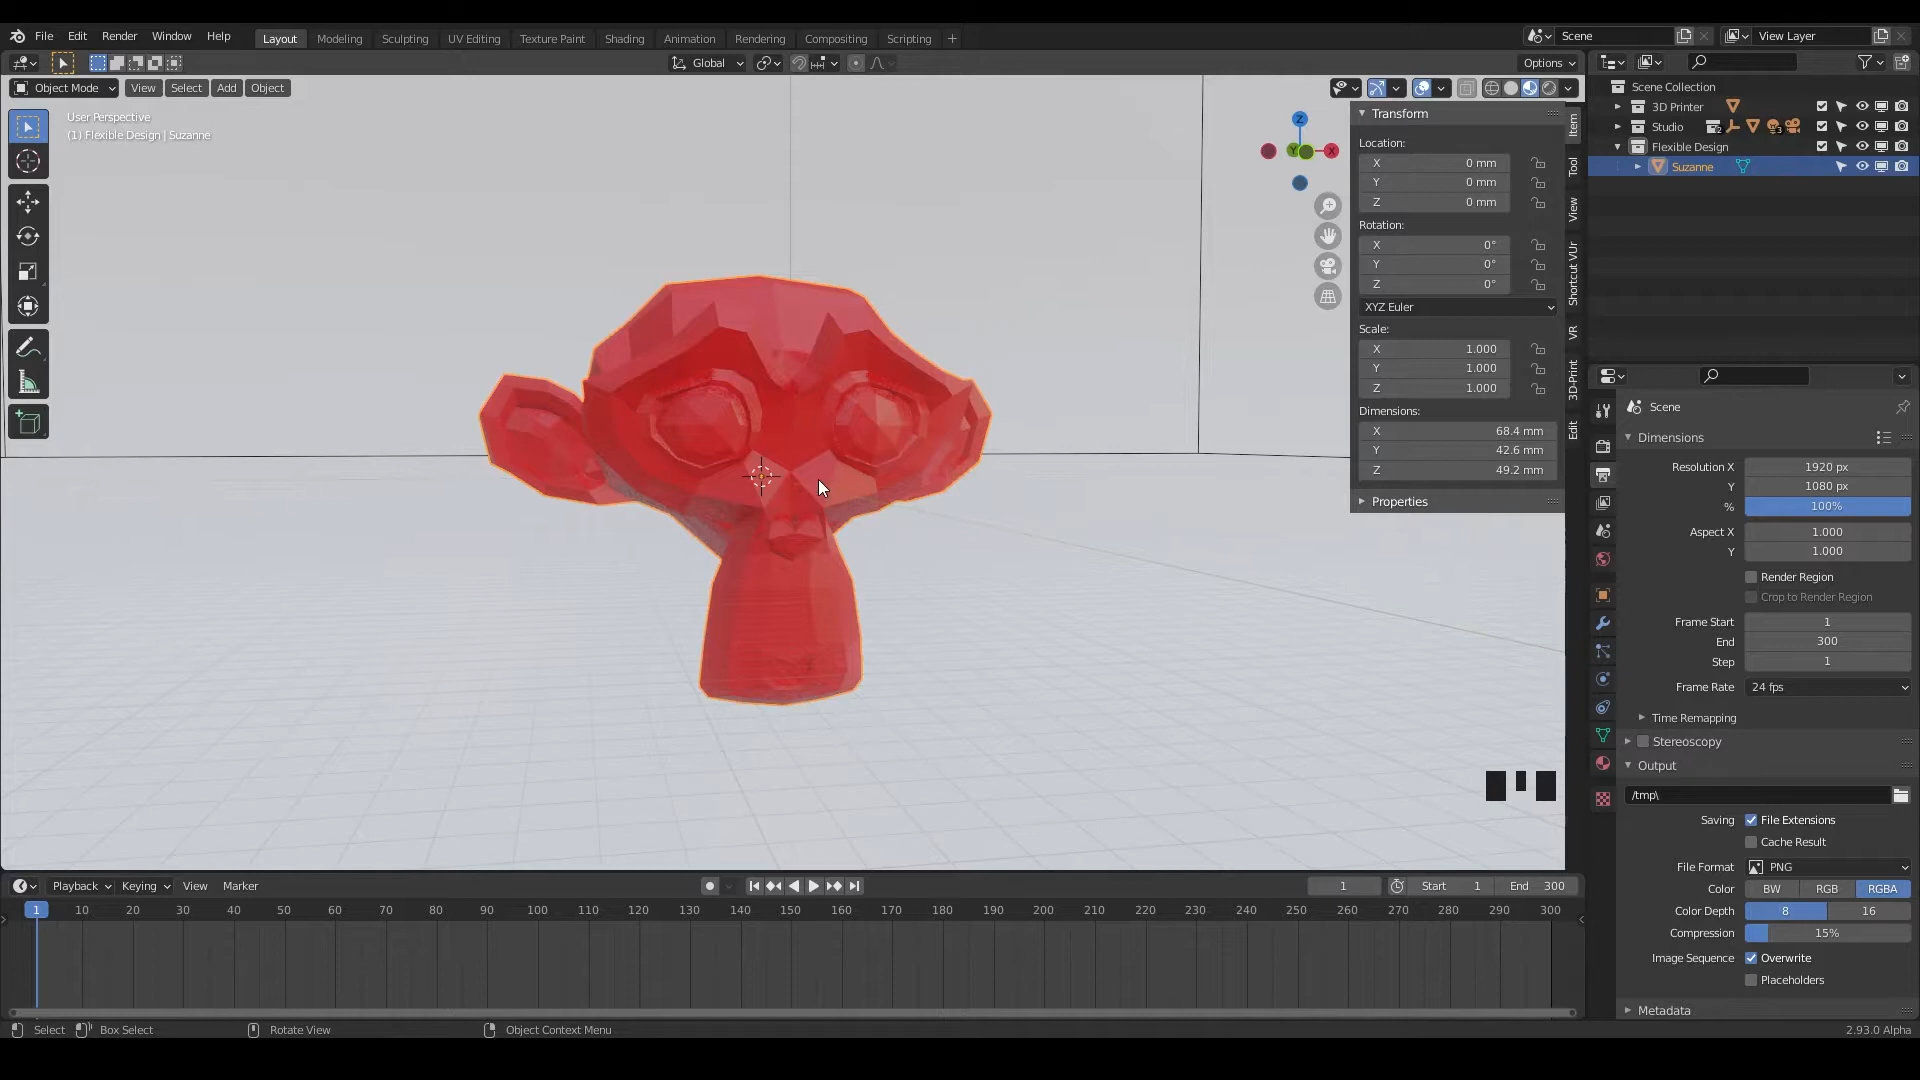 File Edit Render Window Help Layout Modeling Sculpting UV Editing Texture Paint Shading Animation Rendering Compositing Scripting + Scene View Layer
Global Options
Object Mode View Select Add Object
User Perspective
(1) Flexible Design | Suzanne
Z
Y
X
Transform
Location:
X 0 mm
Y 0 mm
Z 0 mm
Rotation:
X 0°
Y 0°
Z 0°
XYZ Euler
Scale:
X 1.000
Y 1.000
Z 1.000
Dimensions:
X 68.4 mm
Y 42.6 mm
Z 49.2 mm
Properties
Item
Tool
View
Shortcut VUr
VR
3D-Print
Edit
Scene Collection
3D Printer
Studio 2 3
Flexible Design
Suzanne
Scene
Dimensions
Resolution X 1920 px
Y 1080 px
% 100%
Aspect X 1.000
Y 1.000
Render Region
Crop to Render Region
Frame Start 1
End 300
Step 1
Frame Rate 24 fps
Time Remapping
Stereoscopy
Output
/tmp\
Saving File Extensions
Cache Result
File Format PNG
Color BW RGB RGBA
Color Depth 8 16
Compression 15%
Image Sequence Overwrite
Placeholders
Metadata
Playback Keying View Marker 1 Start 1 End 300
1 10 20 30 40 50 60 70 80 90 100 110 120 130 140 150 160 170 180 190 200 210 220 230 240 250 260 270 280 290 300
Select Box Select Rotate View Object Context Menu 2.93.0 Alpha